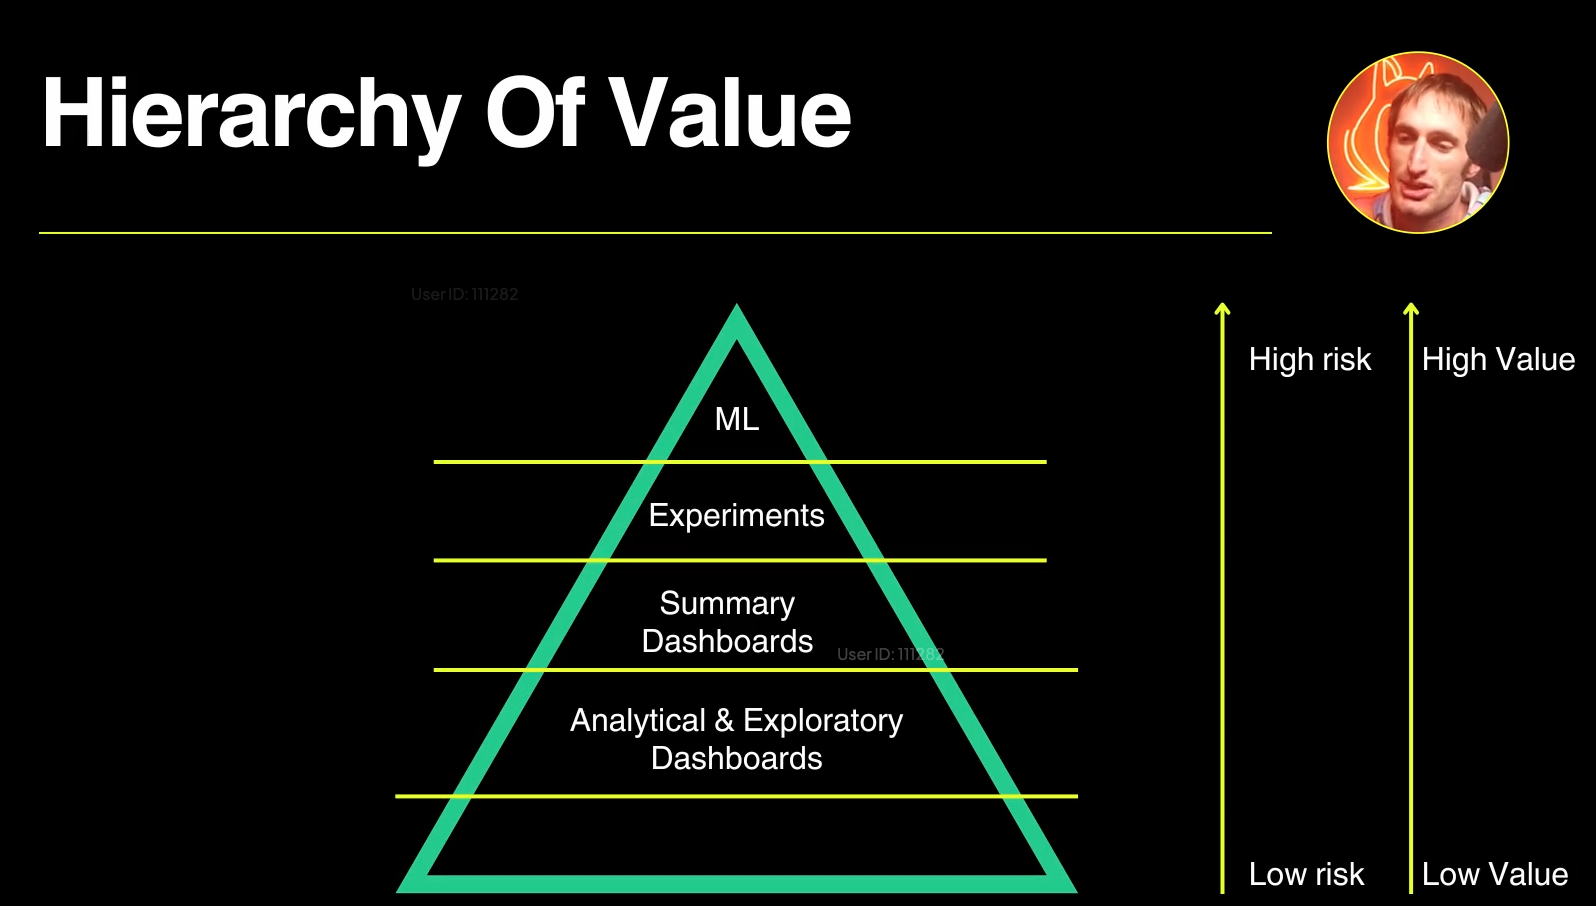 Hierarchy Of Value
User ID: 111282
High risk
High Value
ML
Experiments
Summary
Dashboards
User ID: 111282
Analytical & Exploratory
Dashboards
Low risk
Low Value